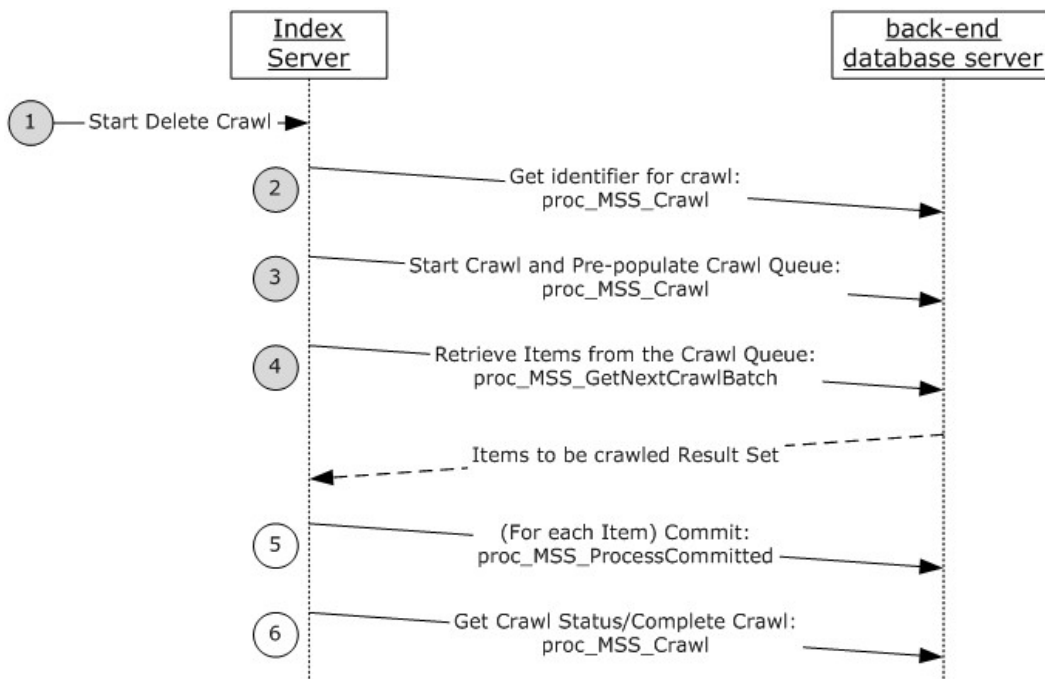 Index
Server
back-end
database server
1
Start Delete Crawl
2
Get identifier for crawl:
proc_MSS_Crawl
3
Start Crawl and Pre-populate Crawl Queue:
proc_MSS_Crawl
4
Retrieve Items from the Crawl Queue:
proc_MSS_GetNextCrawlBatch
Items to be crawled Result Set
5
(For each Item) Commit:
proc_MSS_ProcessCommitted
6
Get Crawl Status/Complete Crawl:
proc_MSS_Crawl